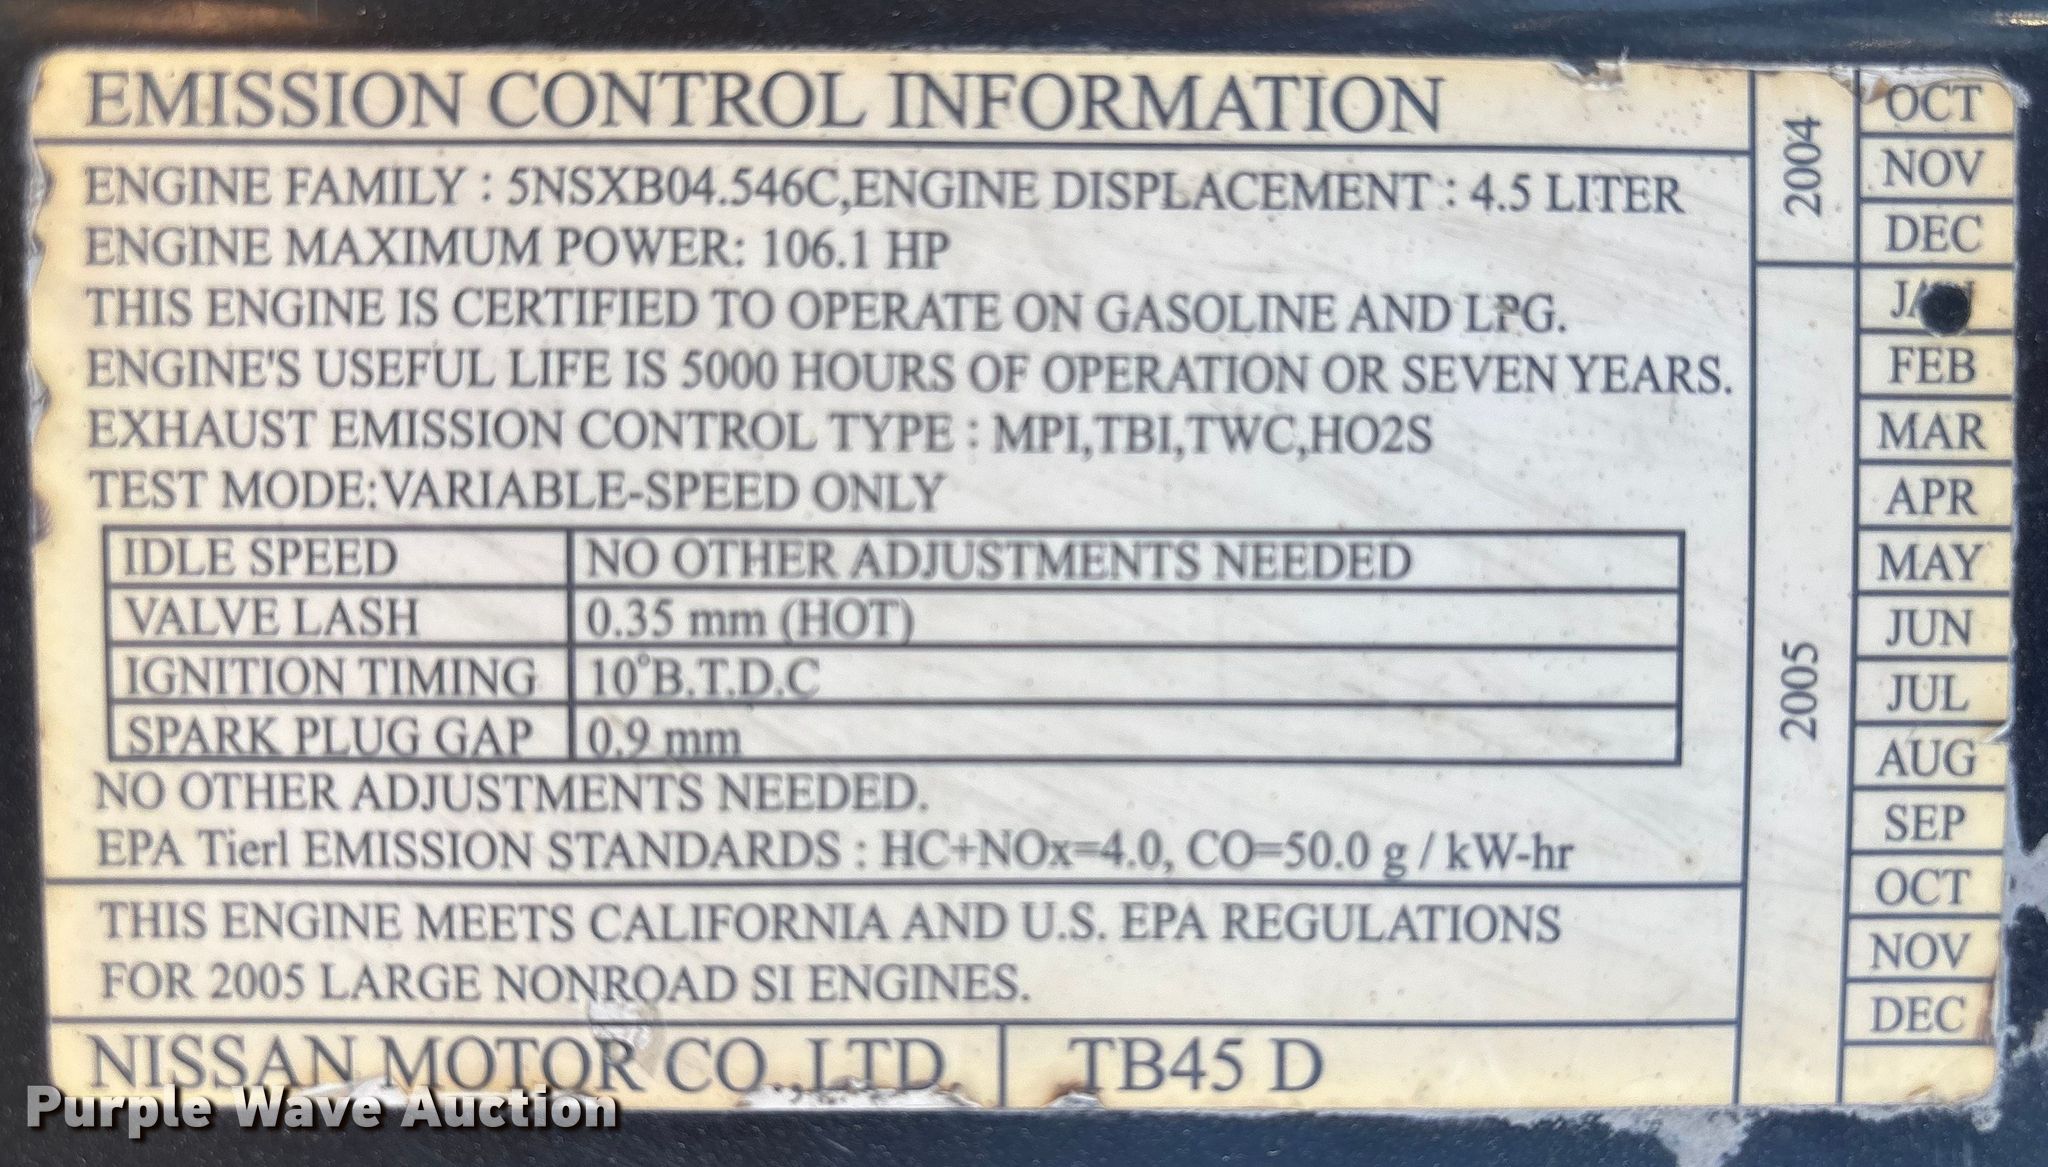 EMISSION CONTROL INFORMATION
ENGINE FAMILY : 5NSXB04.546C,ENGINE DISPLACEMENT : 4.5 LITER
ENGINE MAXIMUM POWER: 106.1 HP
THIS ENGINE IS CERTIFIED TO OPERATE ON GASOLINE AND LPG.
ENGINE'S USEFUL LIFE IS 5000 HOURS OF OPERATION OR SEVEN YEARS.
EXHAUST EMISSION CONTROL TYPE : MPI,TBI,TWC,HO2S
TEST MODE:VARIABLE-SPEED ONLY
IDLE SPEED NO OTHER ADJUSTMENTS NEEDED
VALVE LASH 0.35 mm (HOT)
IGNITION TIMING 10°B.T.D.C
SPARK PLUG GAP 0.9 mm
NO OTHER ADJUSTMENTS NEEDED.
EPA Tierl EMISSION STANDARDS : HC+NOx=4.0, CO=50.0 g / kW-hr
THIS ENGINE MEETS CALIFORNIA AND U.S. EPA REGULATIONS
FOR 2005 LARGE NONROAD SI ENGINES.
NISSAN MOTOR CO.,LTD. TB45 D
2004
OCT
NOV
DEC
2005
JAN
FEB
MAR
APR
MAY
JUN
JUL
AUG
SEP
OCT
NOV
DEC
Purple Wave Auction